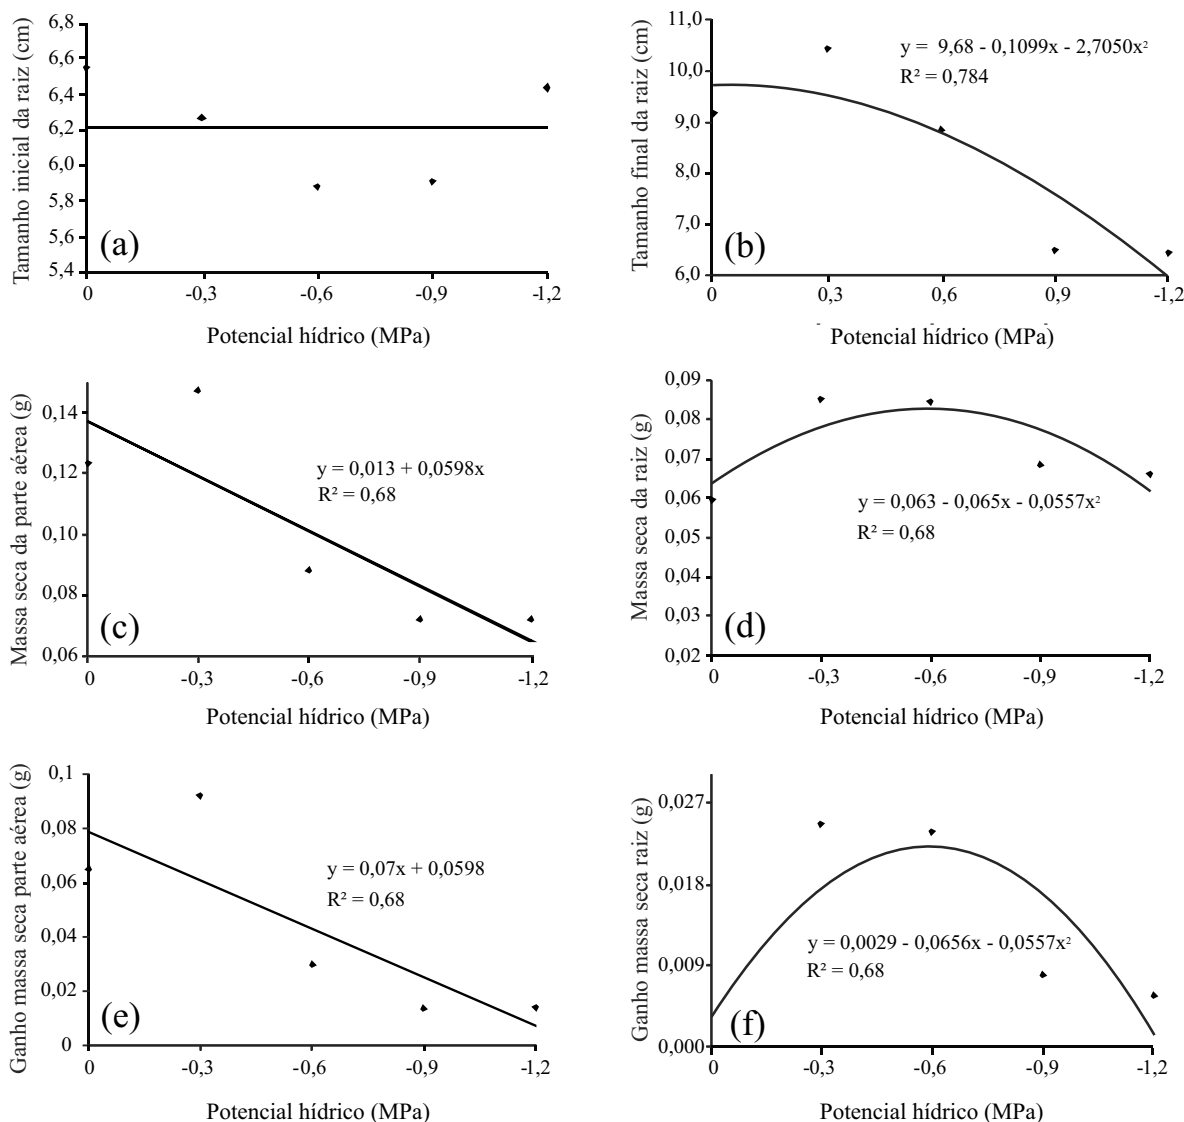 Tamanho inicial da raiz (cm)
6,8
6,6
6,4
6,2
6,0
5,8
5,6
5,4
(a)
0 -0,3 -0,6 -0,9 -1,2
Potencial hídrico (MPa)
Tamanho final da raiz (cm)
11,0
10,0
9,0
8,0
7,0
6,0
y = 9,68 - 0,1099x - 2,7050x²
R² = 0,784
(b)
0 0,3 0,6 0,9 -1,2
Potencial hídrico (MPa)
Massa seca da parte aérea (g)
0,14
0,12
0,10
0,08
0,06
y = 0,013 + 0,0598x
R² = 0,68
(c)
0 -0,3 -0,6 -0,9 -1,2
Potencial hídrico (MPa)
Massa seca da raiz (g)
0,09
0,08
0,07
0,06
0,05
0,04
0,03
0,02
y = 0,063 - 0,065x - 0,0557x²
R² = 0,68
(d)
0 -0,3 -0,6 -0,9 -1,2
Potencial hídrico (MPa)
Ganho massa seca parte aérea (g)
0,1
0,08
0,06
0,04
0,02
0
y = 0,07x + 0,0598
R² = 0,68
(e)
0 -0,3 -0,6 -0,9 -1,2
Potencial hídrico (MPa)
Ganho massa seca raiz (g)
0,027
0,018
0,009
0,000
y = 0,0029 - 0,0656x - 0,0557x²
R² = 0,68
(f)
0 -0,3 -0,6 -0,9 -1,2
Potencial hídrico (MPa)